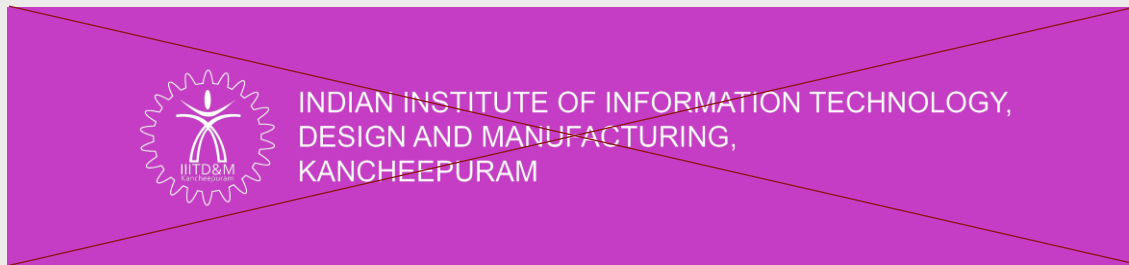 IIITD&M
Kancheepuram
INDIAN INSTITUTE OF INFORMATION TECHNOLOGY,
DESIGN AND MANUFACTURING,
KANCHEEPURAM